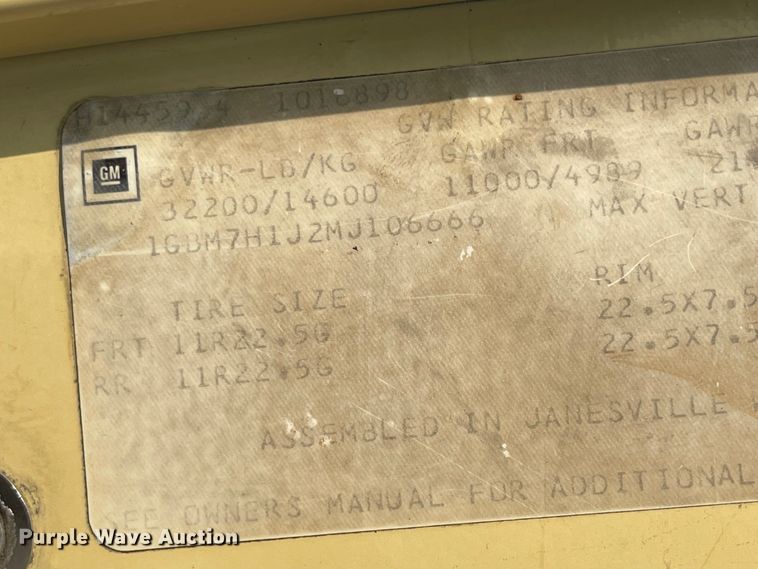 1016898
GVW RATING INFORMA
GM
GVWR-LB/KG GAWR FRT GAWR
32200/14600 11000/4989 21
1GBM7H1J2MJ106666 MAX VERT
TIRE SIZE RIM
FRT 11R22.5G 22.5X7.5
RR 11R22.5G 22.5X7.5
ASSEMBLED IN JANESVILLE
SEE OWNERS MANUAL FOR ADDITIONAL
Purple Wave Auction